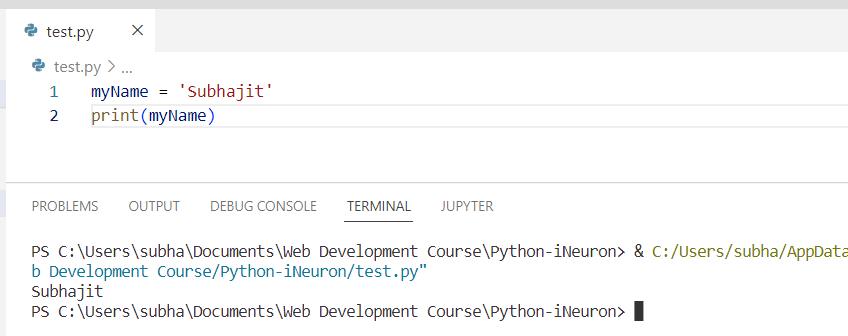 test.py
test.py > ...
1 myName = 'Subhajit'
2 print(myName)
PROBLEMS OUTPUT DEBUG CONSOLE TERMINAL JUPYTER
PS C:\Users\subha\Documents\Web Development Course\Python-iNeuron> & C:/Users/subha/AppData
b Development Course/Python-iNeuron/test.py"
Subhajit
PS C:\Users\subha\Documents\Web Development Course\Python-iNeuron>